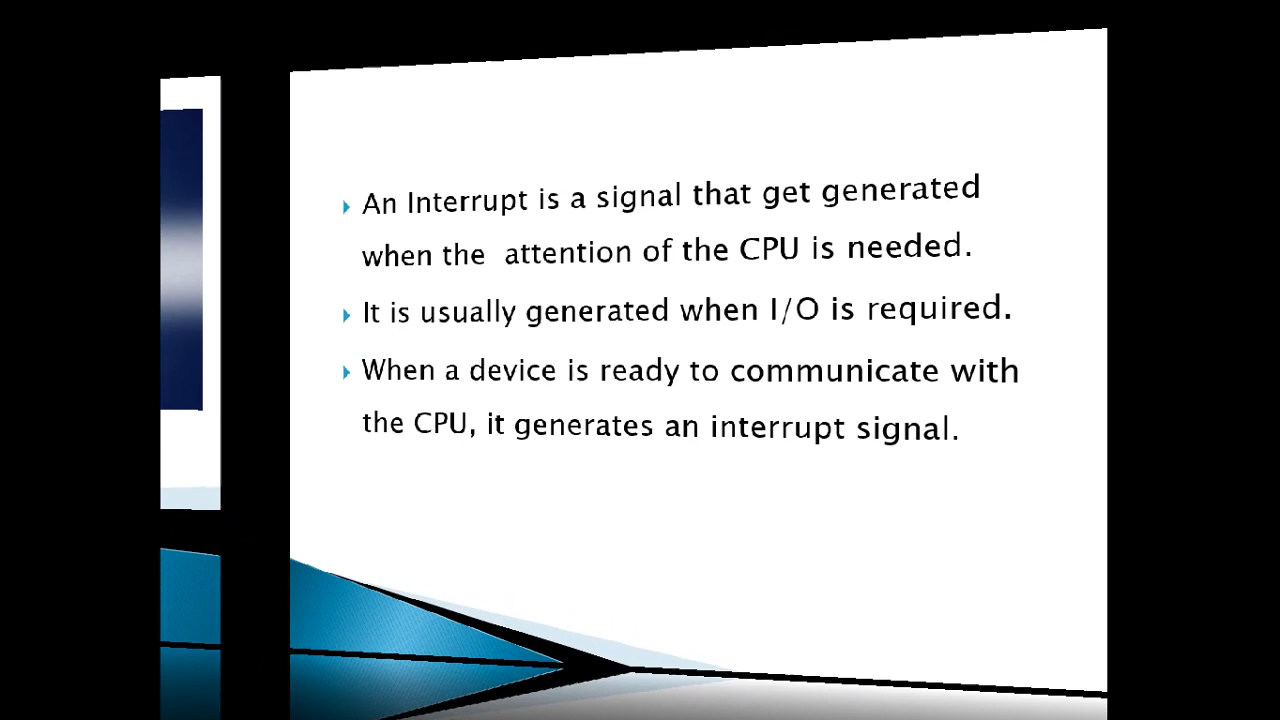 An Interrupt is a signal that get generated
when the attention of the CPU is needed.
It is usually generated when I/O is required.
When a device is ready to communicate with
the CPU, it generates an interrupt signal.